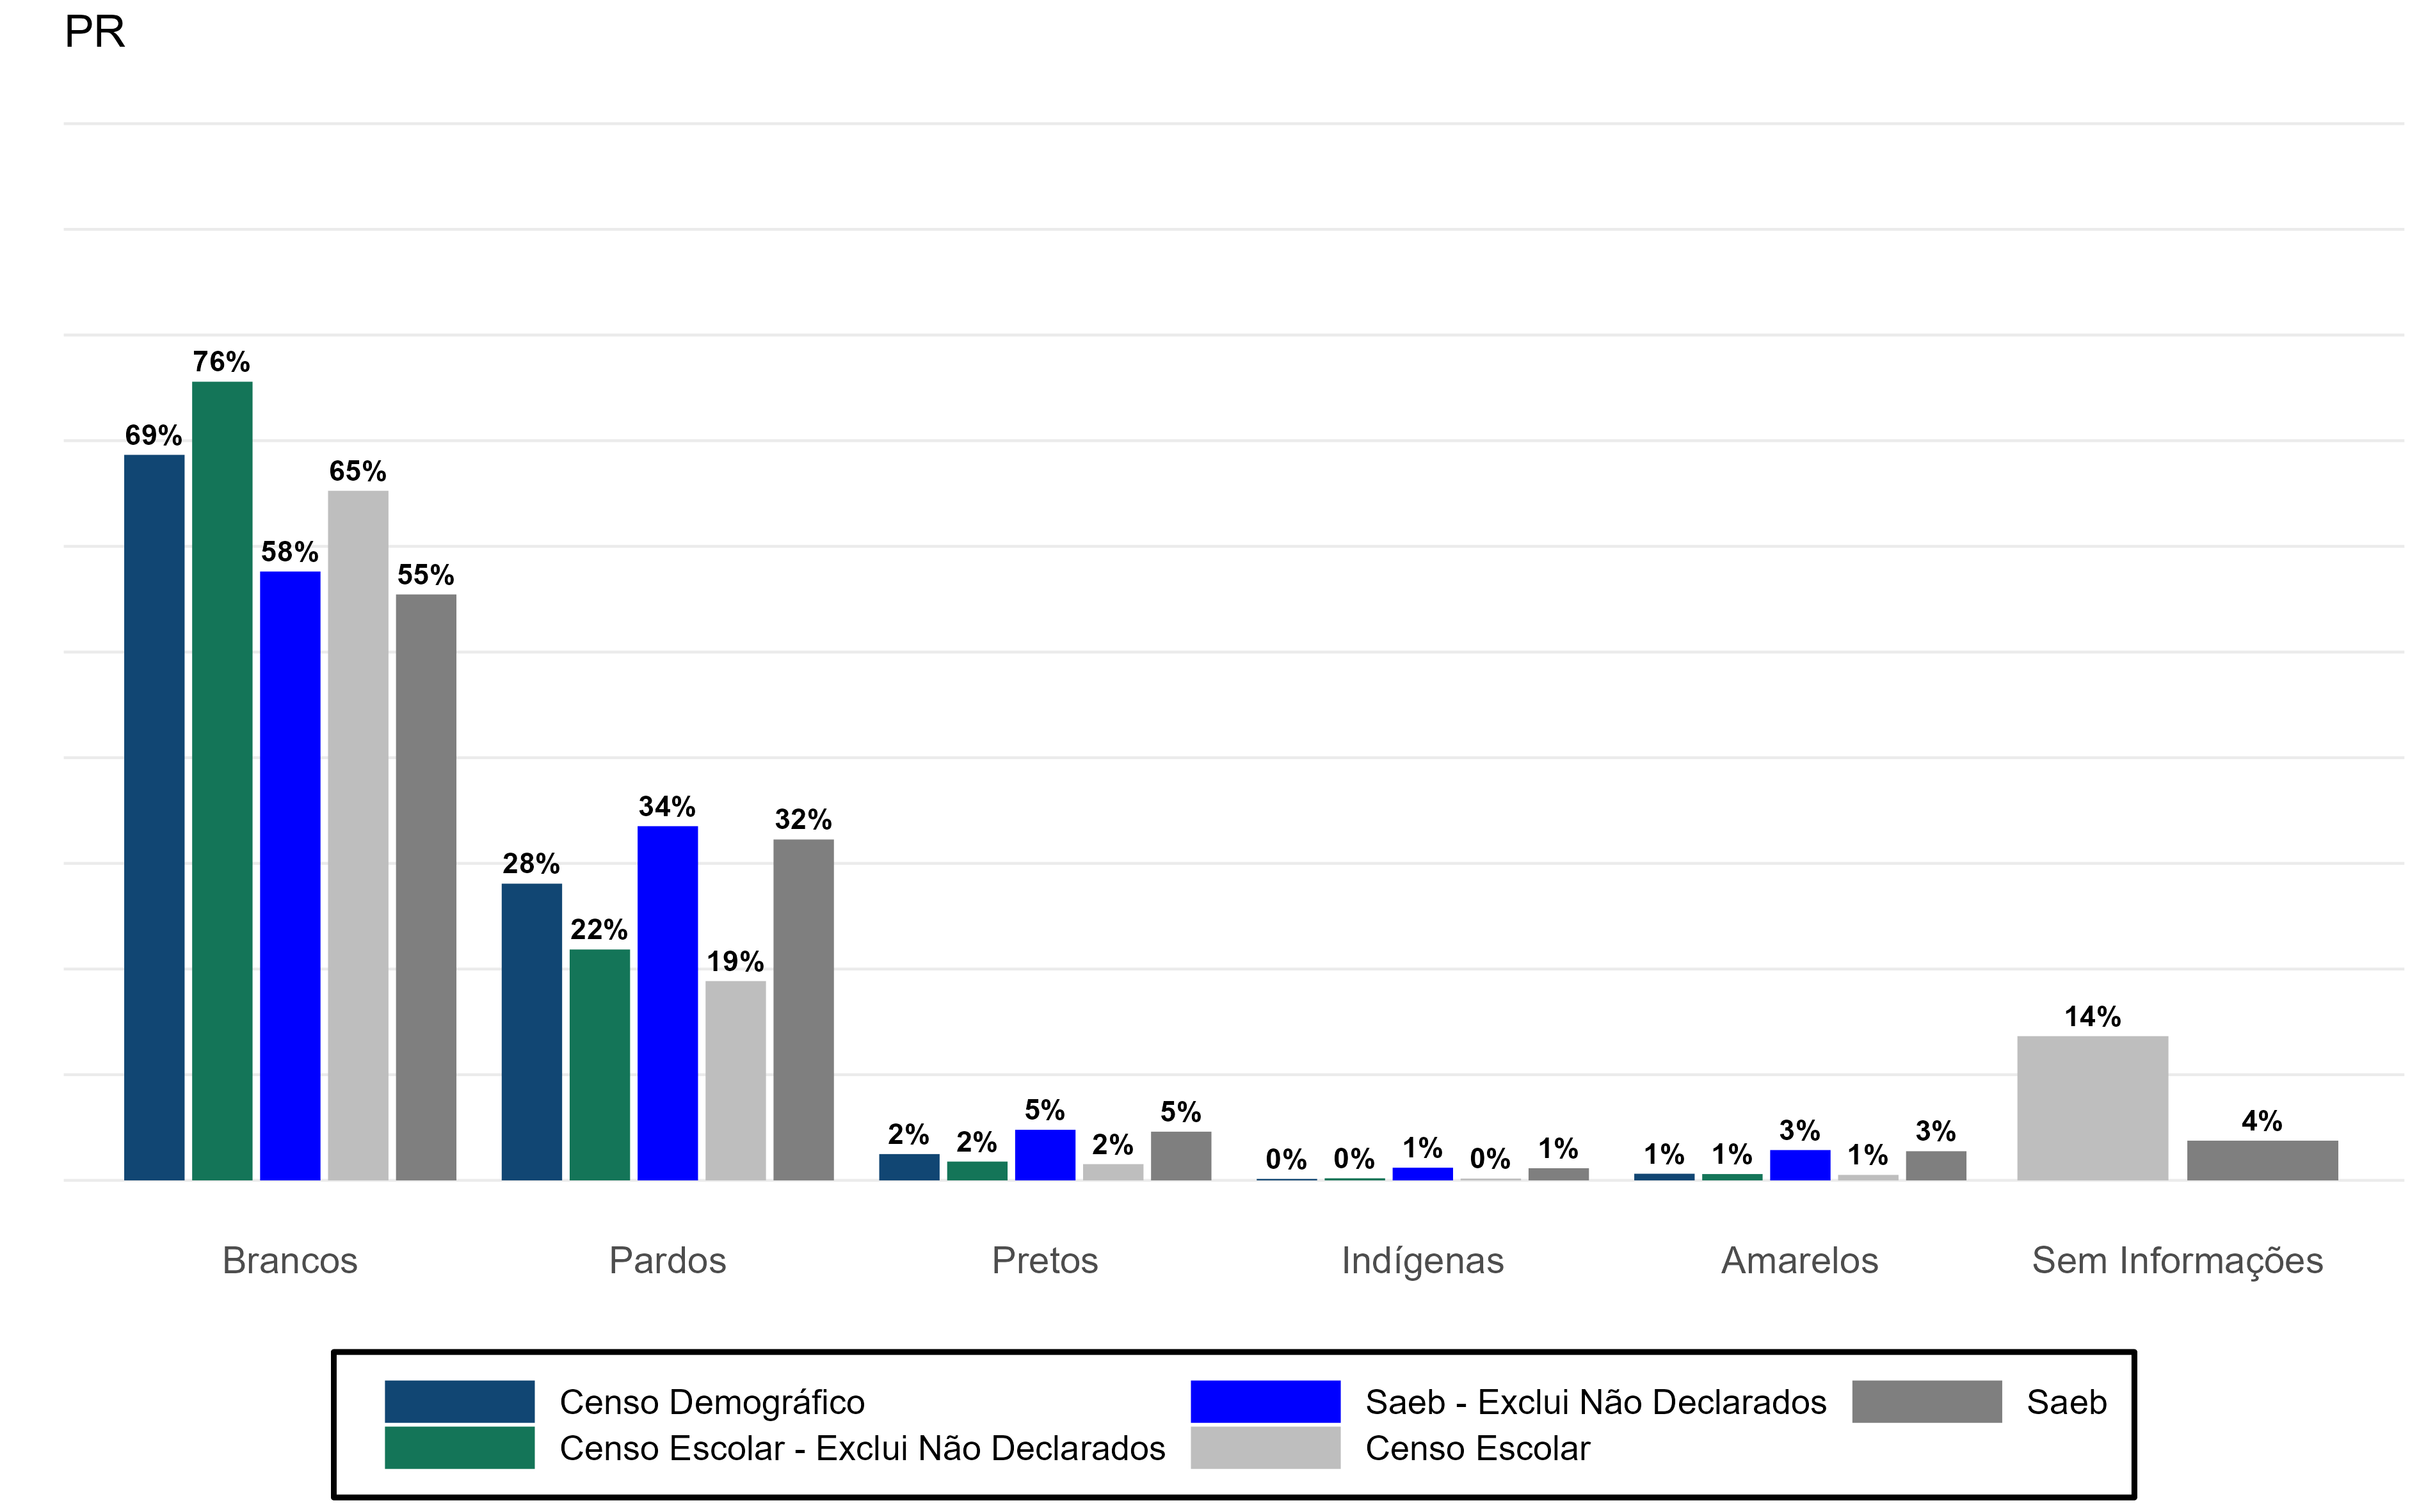 PR
69%
76%
58%
65%
55%
28%
22%
34%
19%
32%
2%
2%
5%
2%
5%
0%
0%
1%
0%
1%
1%
1%
3%
1%
3%
14%
4%
Brancos
Pardos
Pretos
Indígenas
Amarelos
Sem Informações
Censo Demográfico
Saeb - Exclui Não Declarados
Saeb
Censo Escolar - Exclui Não Declarados
Censo Escolar